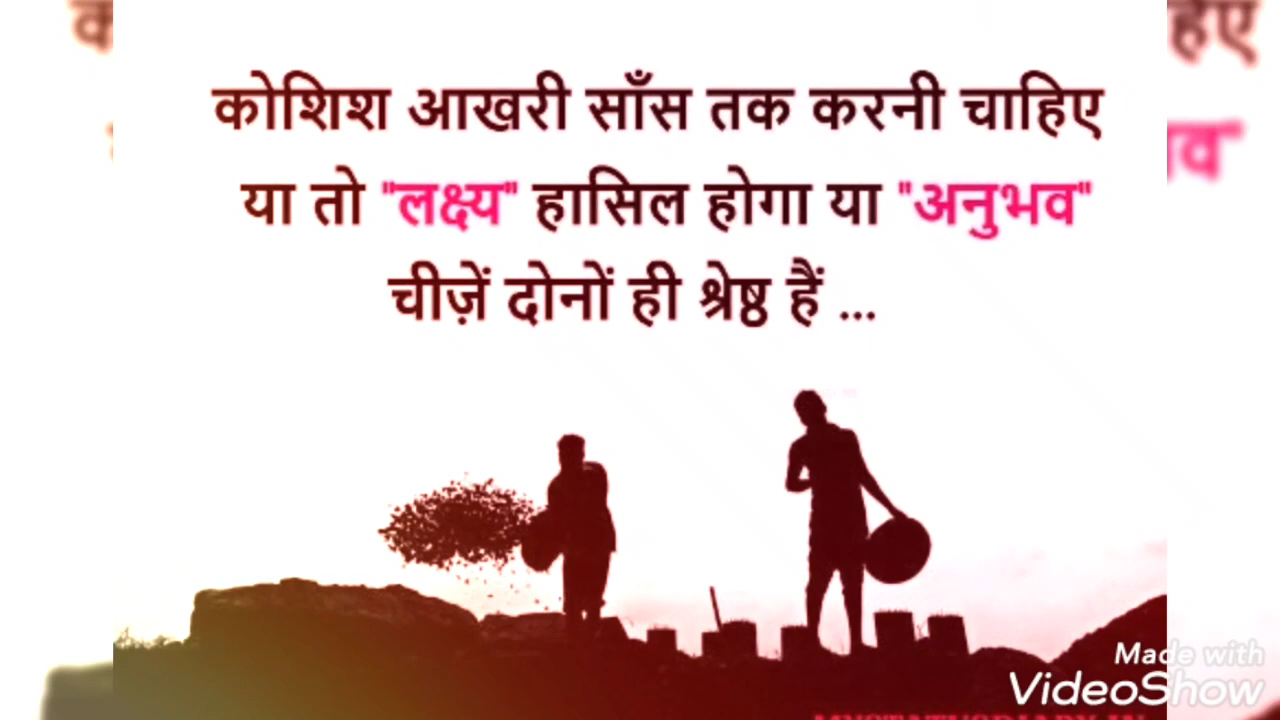 कोशिश आखरी साँस तक करनी चाहिए
या तो "लक्ष्य" हासिल होगा या "अनुभव"
चीज़ें दोनों ही श्रेष्ठ हैं ...
Made with
VideoShow